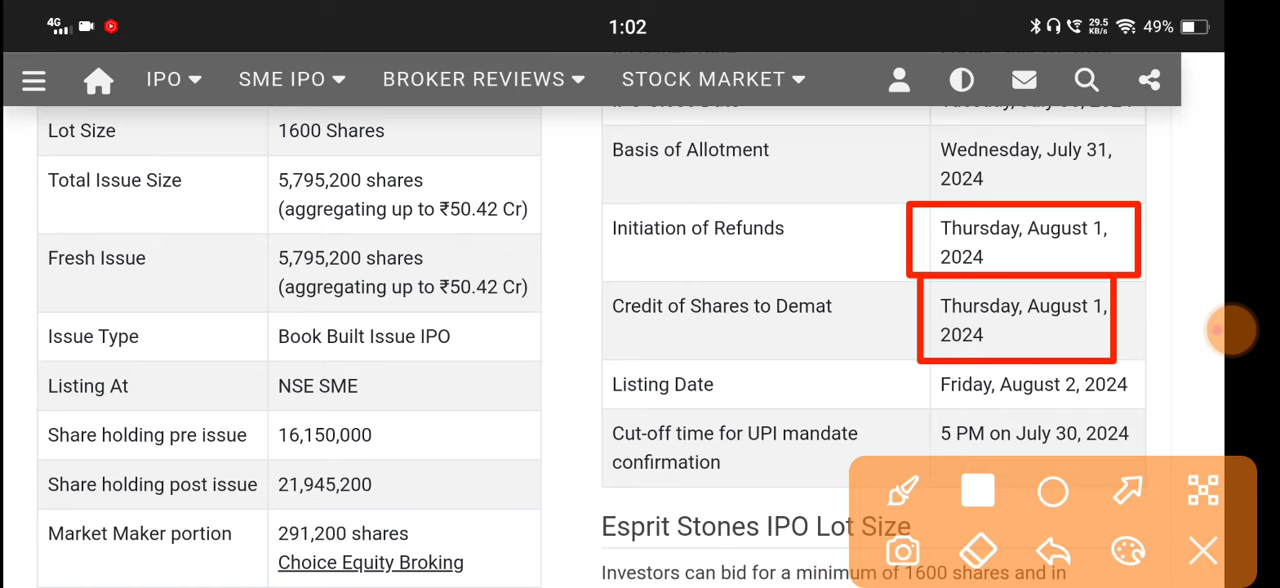 4G 1:02 29.5 KB/s 49%
IPO SME IPO BROKER REVIEWS STOCK MARKET
Lot Size 1600 Shares
Total Issue Size 5,795,200 shares
(aggregating up to ₹50.42 Cr)
Fresh Issue 5,795,200 shares
(aggregating up to ₹50.42 Cr)
Issue Type Book Built Issue IPO
Listing At NSE SME
Share holding pre issue 16,150,000
Share holding post issue 21,945,200
Market Maker portion 291,200 shares
Choice Equity Broking
Basis of Allotment Wednesday, July 31,
2024
Initiation of Refunds Thursday, August 1,
2024
Credit of Shares to Demat Thursday, August 1,
2024
Listing Date Friday, August 2, 2024
Cut-off time for UPI mandate 5 PM on July 30, 2024
confirmation
Esprit Stones IPO Lot Size
Investors can bid for a minimum of 1600 shares and in